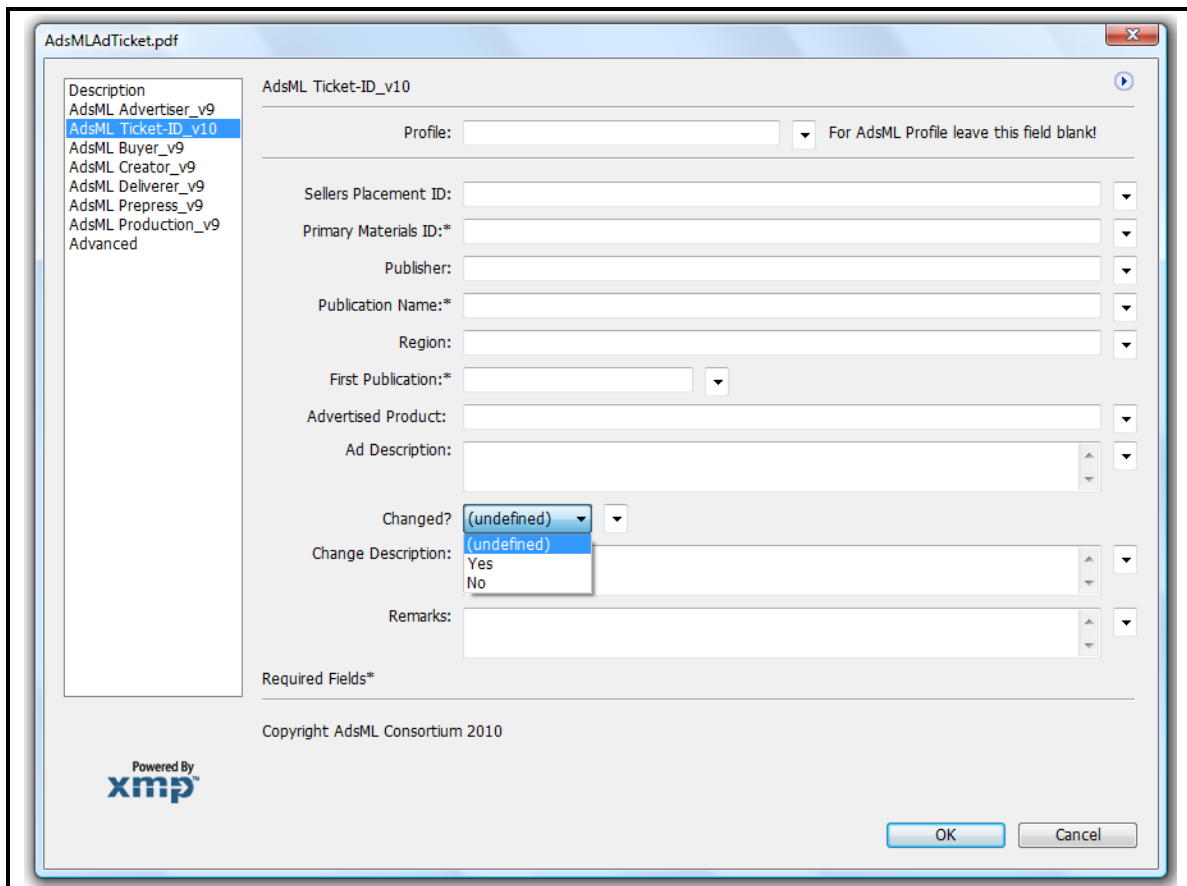 AdsMLAdTicket.pdf
Description
AdsML Advertiser_v9
AdsML Ticket-ID_v10
AdsML Buyer_v9
AdsML Creator_v9
AdsML Deliverer_v9
AdsML Prepress_v9
AdsML Production_v9
Advanced
Powered By
xmp™
AdsML Ticket-ID_v10
Profile: For AdsML Profile leave this field blank!
Sellers Placement ID:
Primary Materials ID:*
Publisher:
Publication Name:*
Region:
First Publication:*
Advertised Product:
Ad Description:
Changed? (undefined)
(undefined)
Yes
No
Change Description:
Remarks:
Required Fields*
Copyright AdsML Consortium 2010
OK Cancel